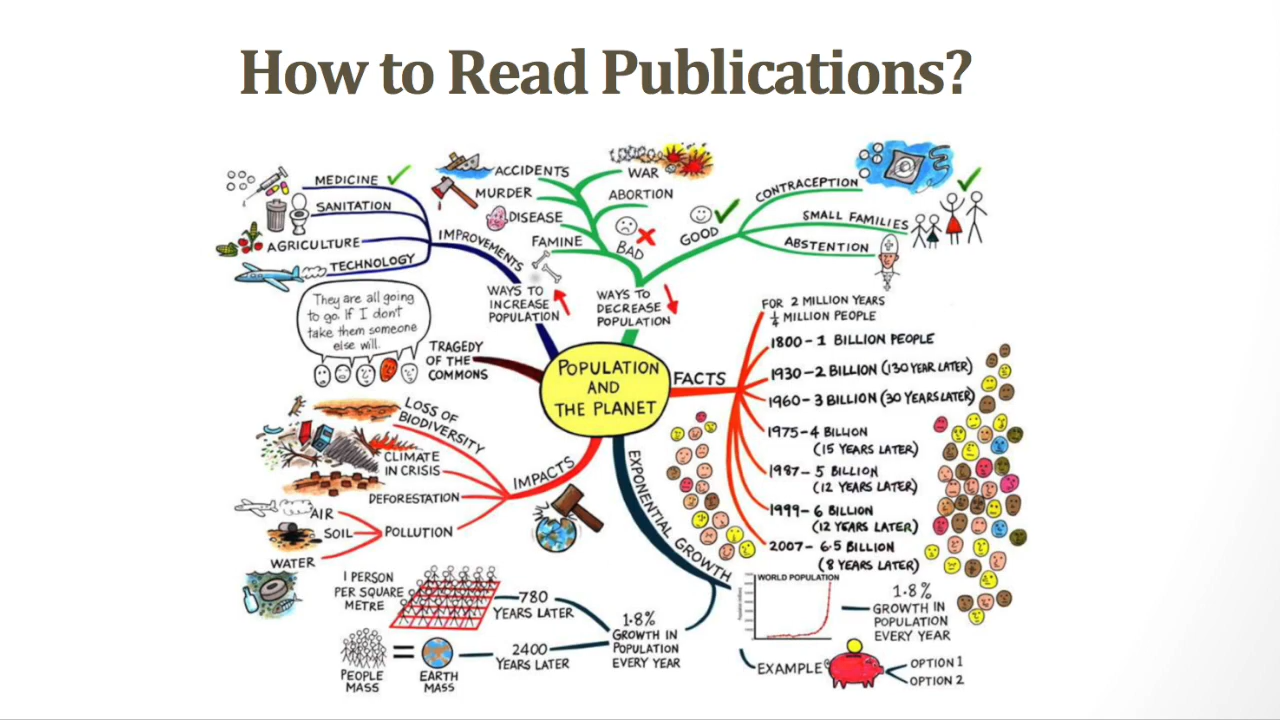 How to Read Publications?
MEDICINE
SANITATION
AGRICULTURE
TECHNOLOGY
IMPROVEMENTS
WAYS TO
INCREASE
POPULATION
ACCIDENTS
MURDER
DISEASE
FAMINE
WAR
ABORTION
BAD
GOOD
WAYS TO
DECREASE
POPULATION
CONTRACEPTION
SMALL FAMILIES
ABSTENTION
They are all going
to go. If I don't
take them someone
else will.
TRAGEDY
OF THE
COMMONS
POPULATION
AND
THE PLANET
FACTS
FOR 2 MILLION YEARS
1/4 MILLION PEOPLE
1800 - 1 BILLION PEOPLE
1930 - 2 BILLION (130 YEAR LATER)
1960 - 3 BILLION (30 YEARS LATER)
1975 - 4 BILLION
(15 YEARS LATER)
1987 - 5 BILLION
(12 YEARS LATER)
1999 - 6 BILLION
(12 YEARS LATER)
2007 - 6.5 BILLION
(8 YEARS LATER)
LOSS OF
BIODIVERSITY
CLIMATE
IN CRISIS
DEFORESTATION
POLLUTION
AIR
SOIL
WATER
IMPACTS
EXPONENTIAL GROWTH
WORLD POPULATION
1.8%
GROWTH IN
POPULATION
EVERY YEAR
EXAMPLE
OPTION 1
OPTION 2
1.8%
GROWTH IN
POPULATION
EVERY YEAR
780
YEARS LATER
1 PERSON
PER SQUARE
METRE
2400
YEARS LATER
PEOPLE
MASS
=
EARTH
MASS